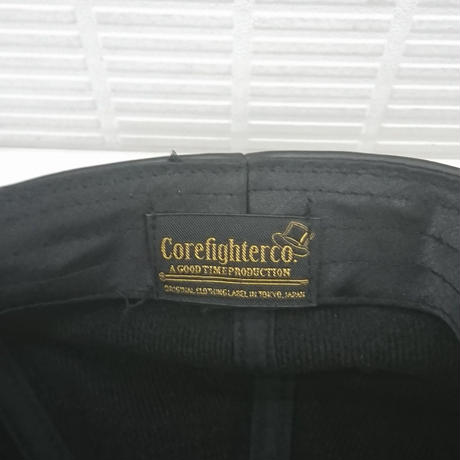 Corefighterco.
A GOOD TIME PRODUCTION
ORIGINAL CLOTHING LABEL IN TOKYO, JAPAN